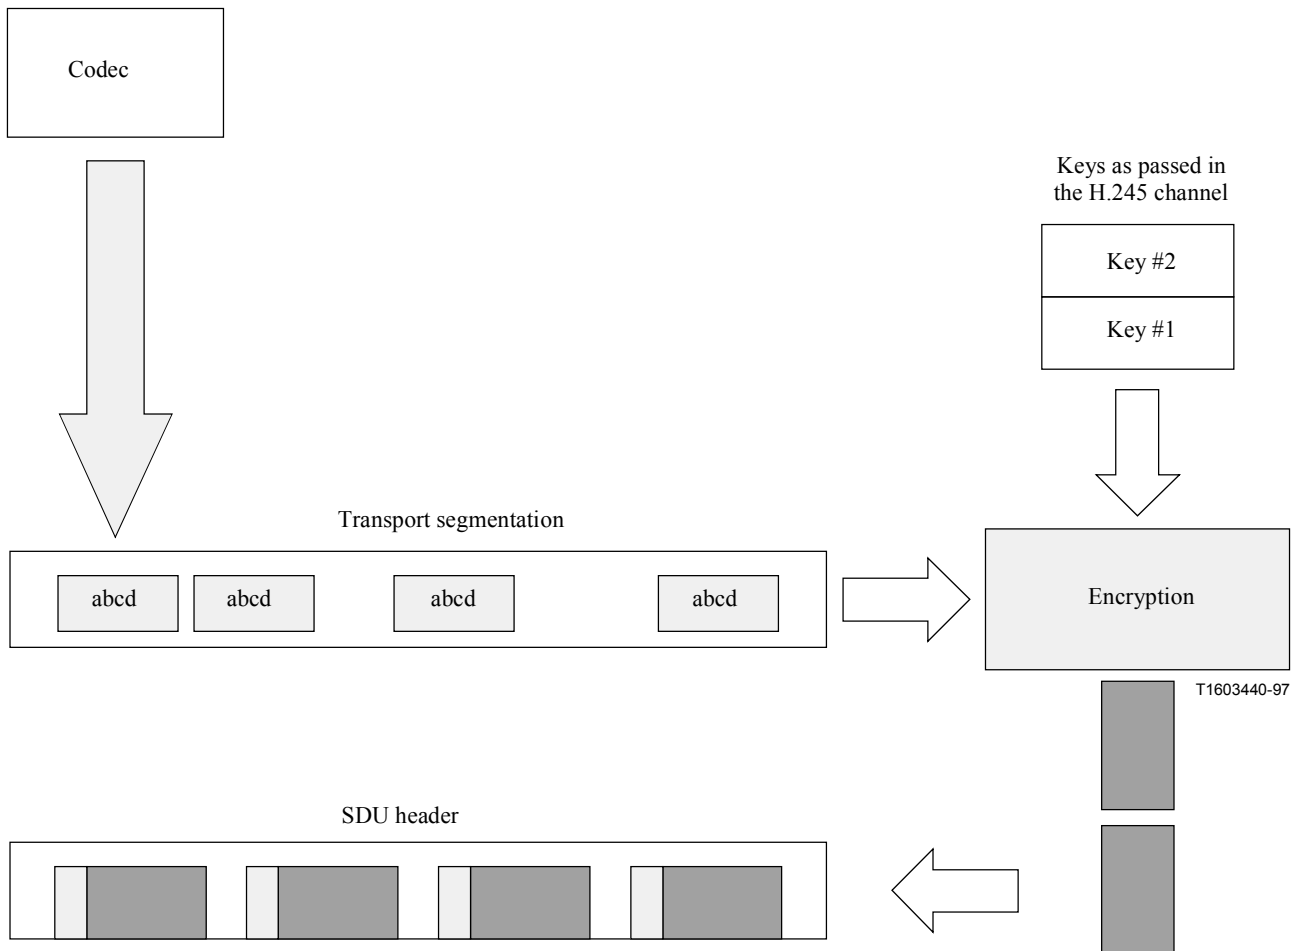 Codec
Keys as passed in
the H.245 channel
Key #2
Key #1
Transport segmentation
abcd
abcd
abcd
abcd
Encryption
T1603440-97
SDU header